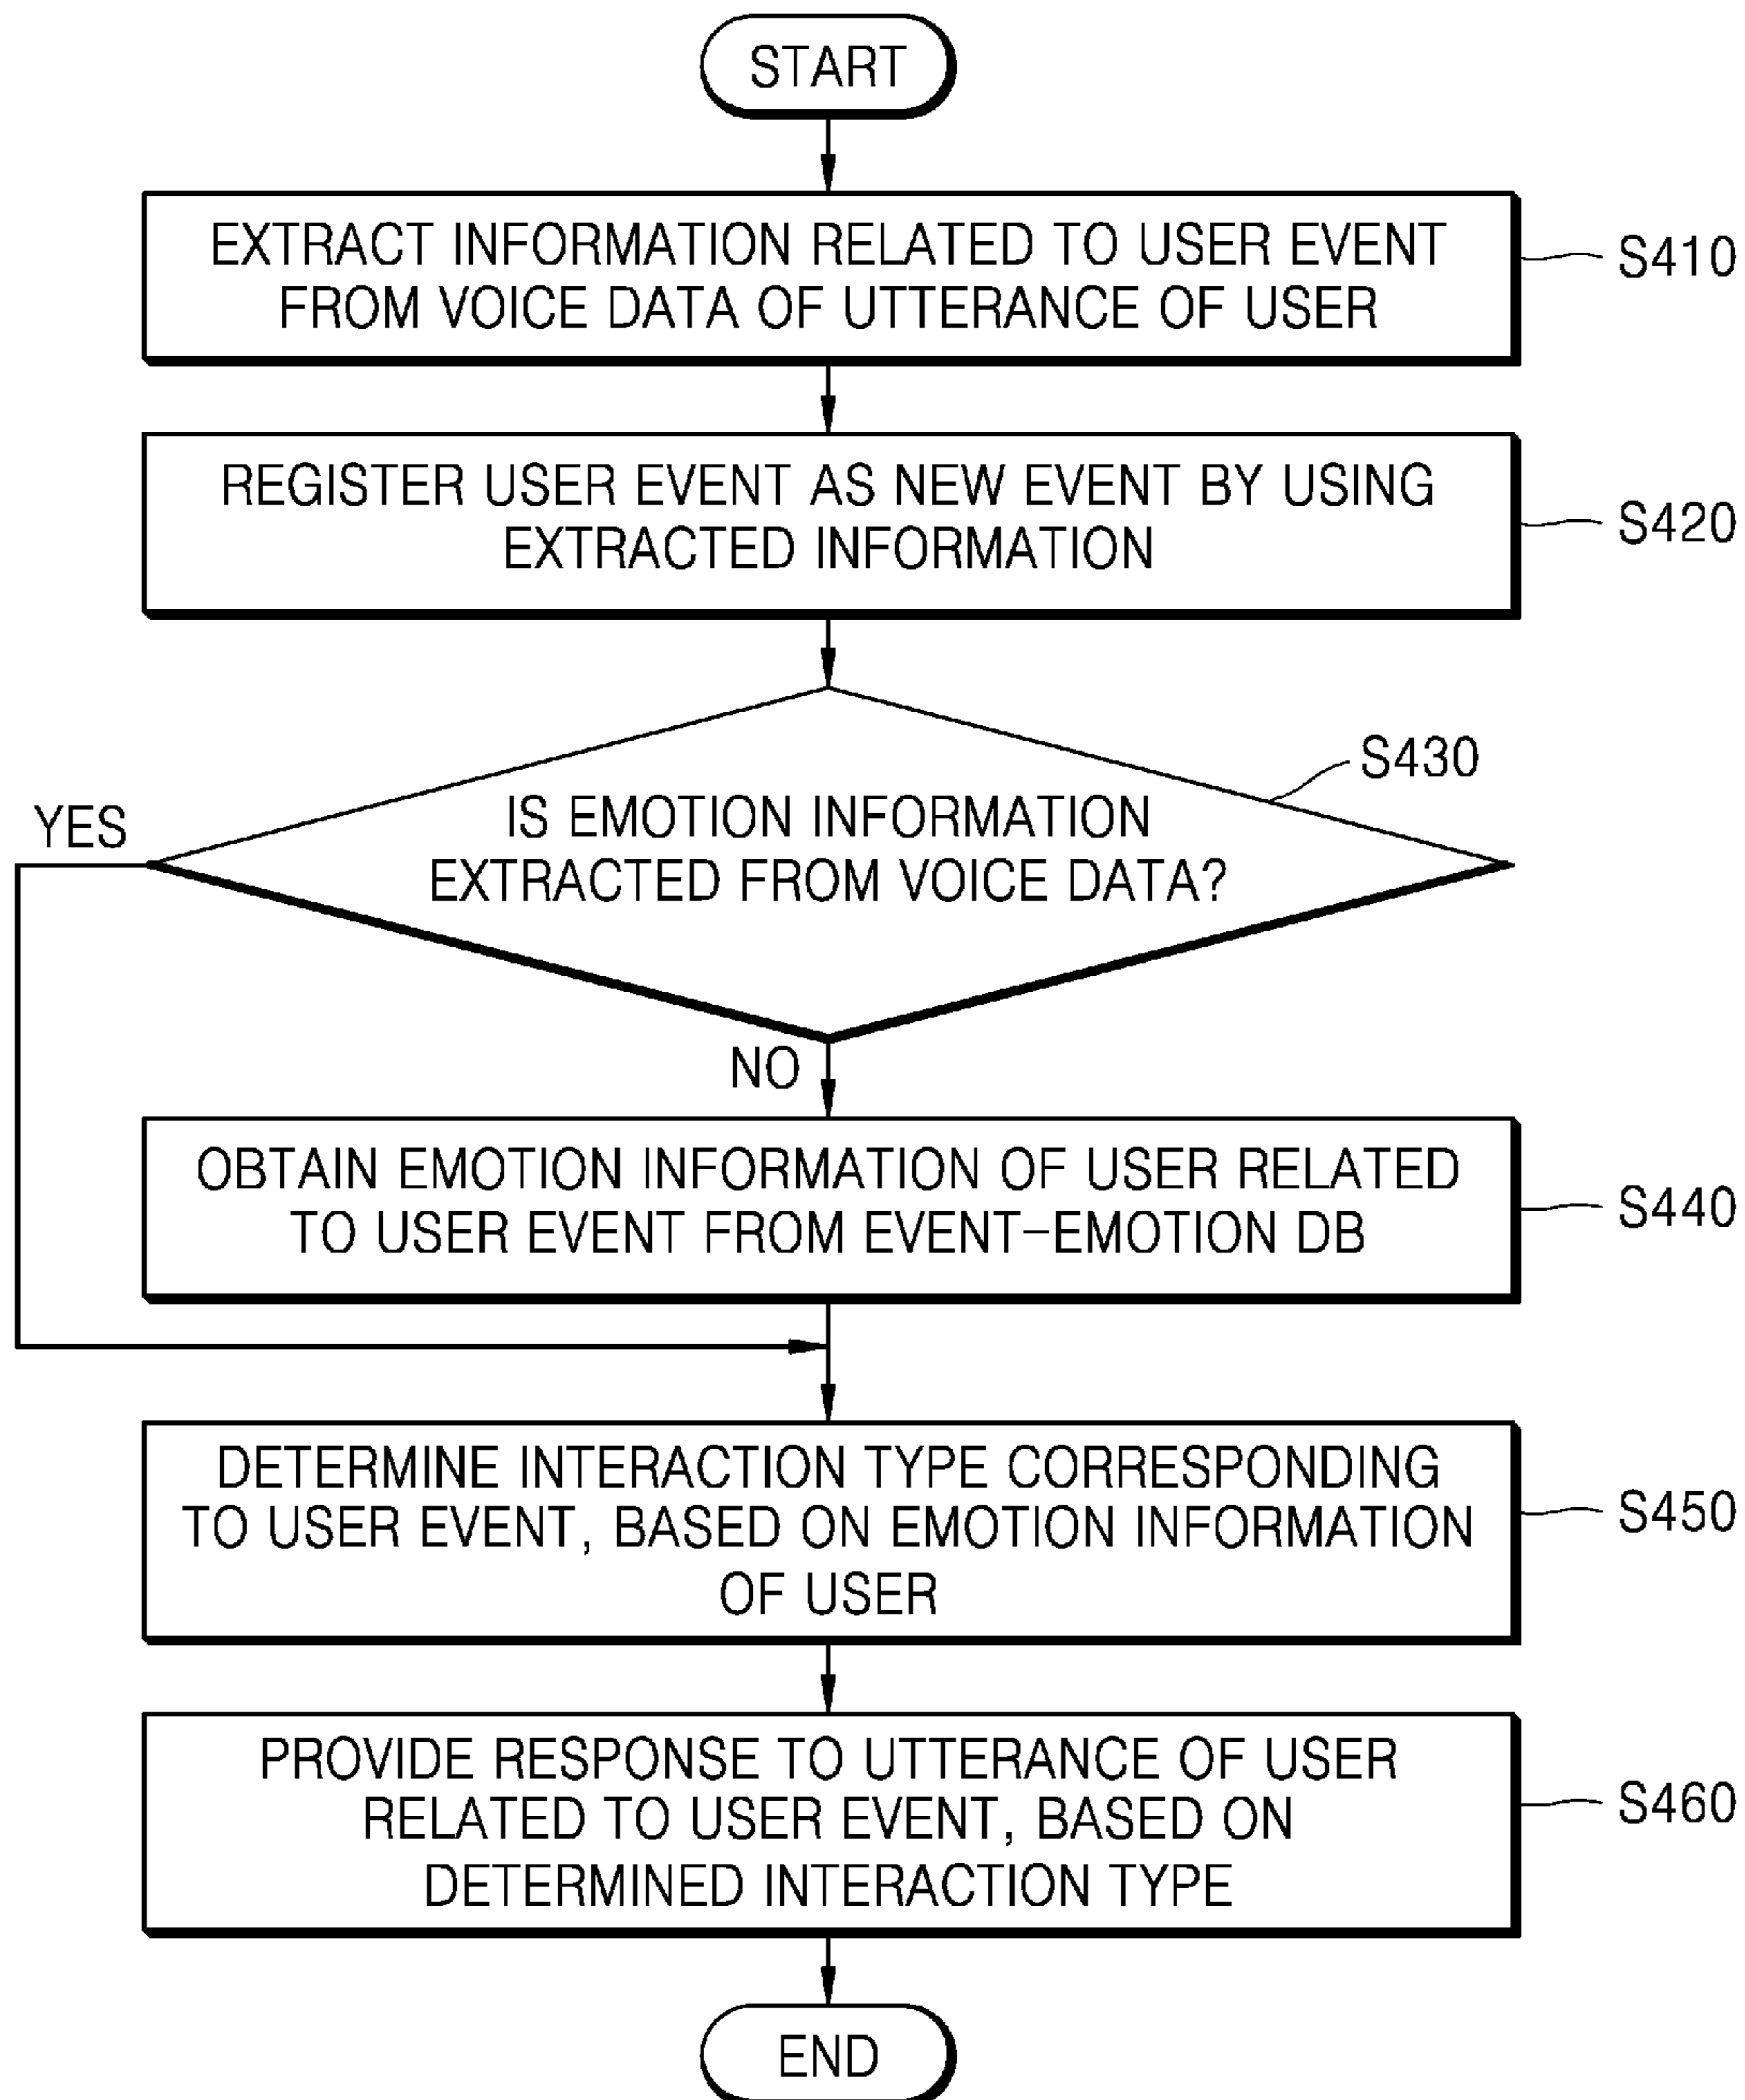 START
EXTRACT INFORMATION RELATED TO USER EVENT
FROM VOICE DATA OF UTTERANCE OF USER
S410
REGISTER USER EVENT AS NEW EVENT BY USING
EXTRACTED INFORMATION
S420
S430
YES
IS EMOTION INFORMATION
EXTRACTED FROM VOICE DATA?
NO
OBTAIN EMOTION INFORMATION OF USER RELATED
TO USER EVENT FROM EVENT-EMOTION DB
S440
DETERMINE INTERACTION TYPE CORRESPONDING
TO USER EVENT, BASED ON EMOTION INFORMATION
OF USER
S450
PROVIDE RESPONSE TO UTTERANCE OF USER
RELATED TO USER EVENT, BASED ON
DETERMINED INTERACTION TYPE
S460
END